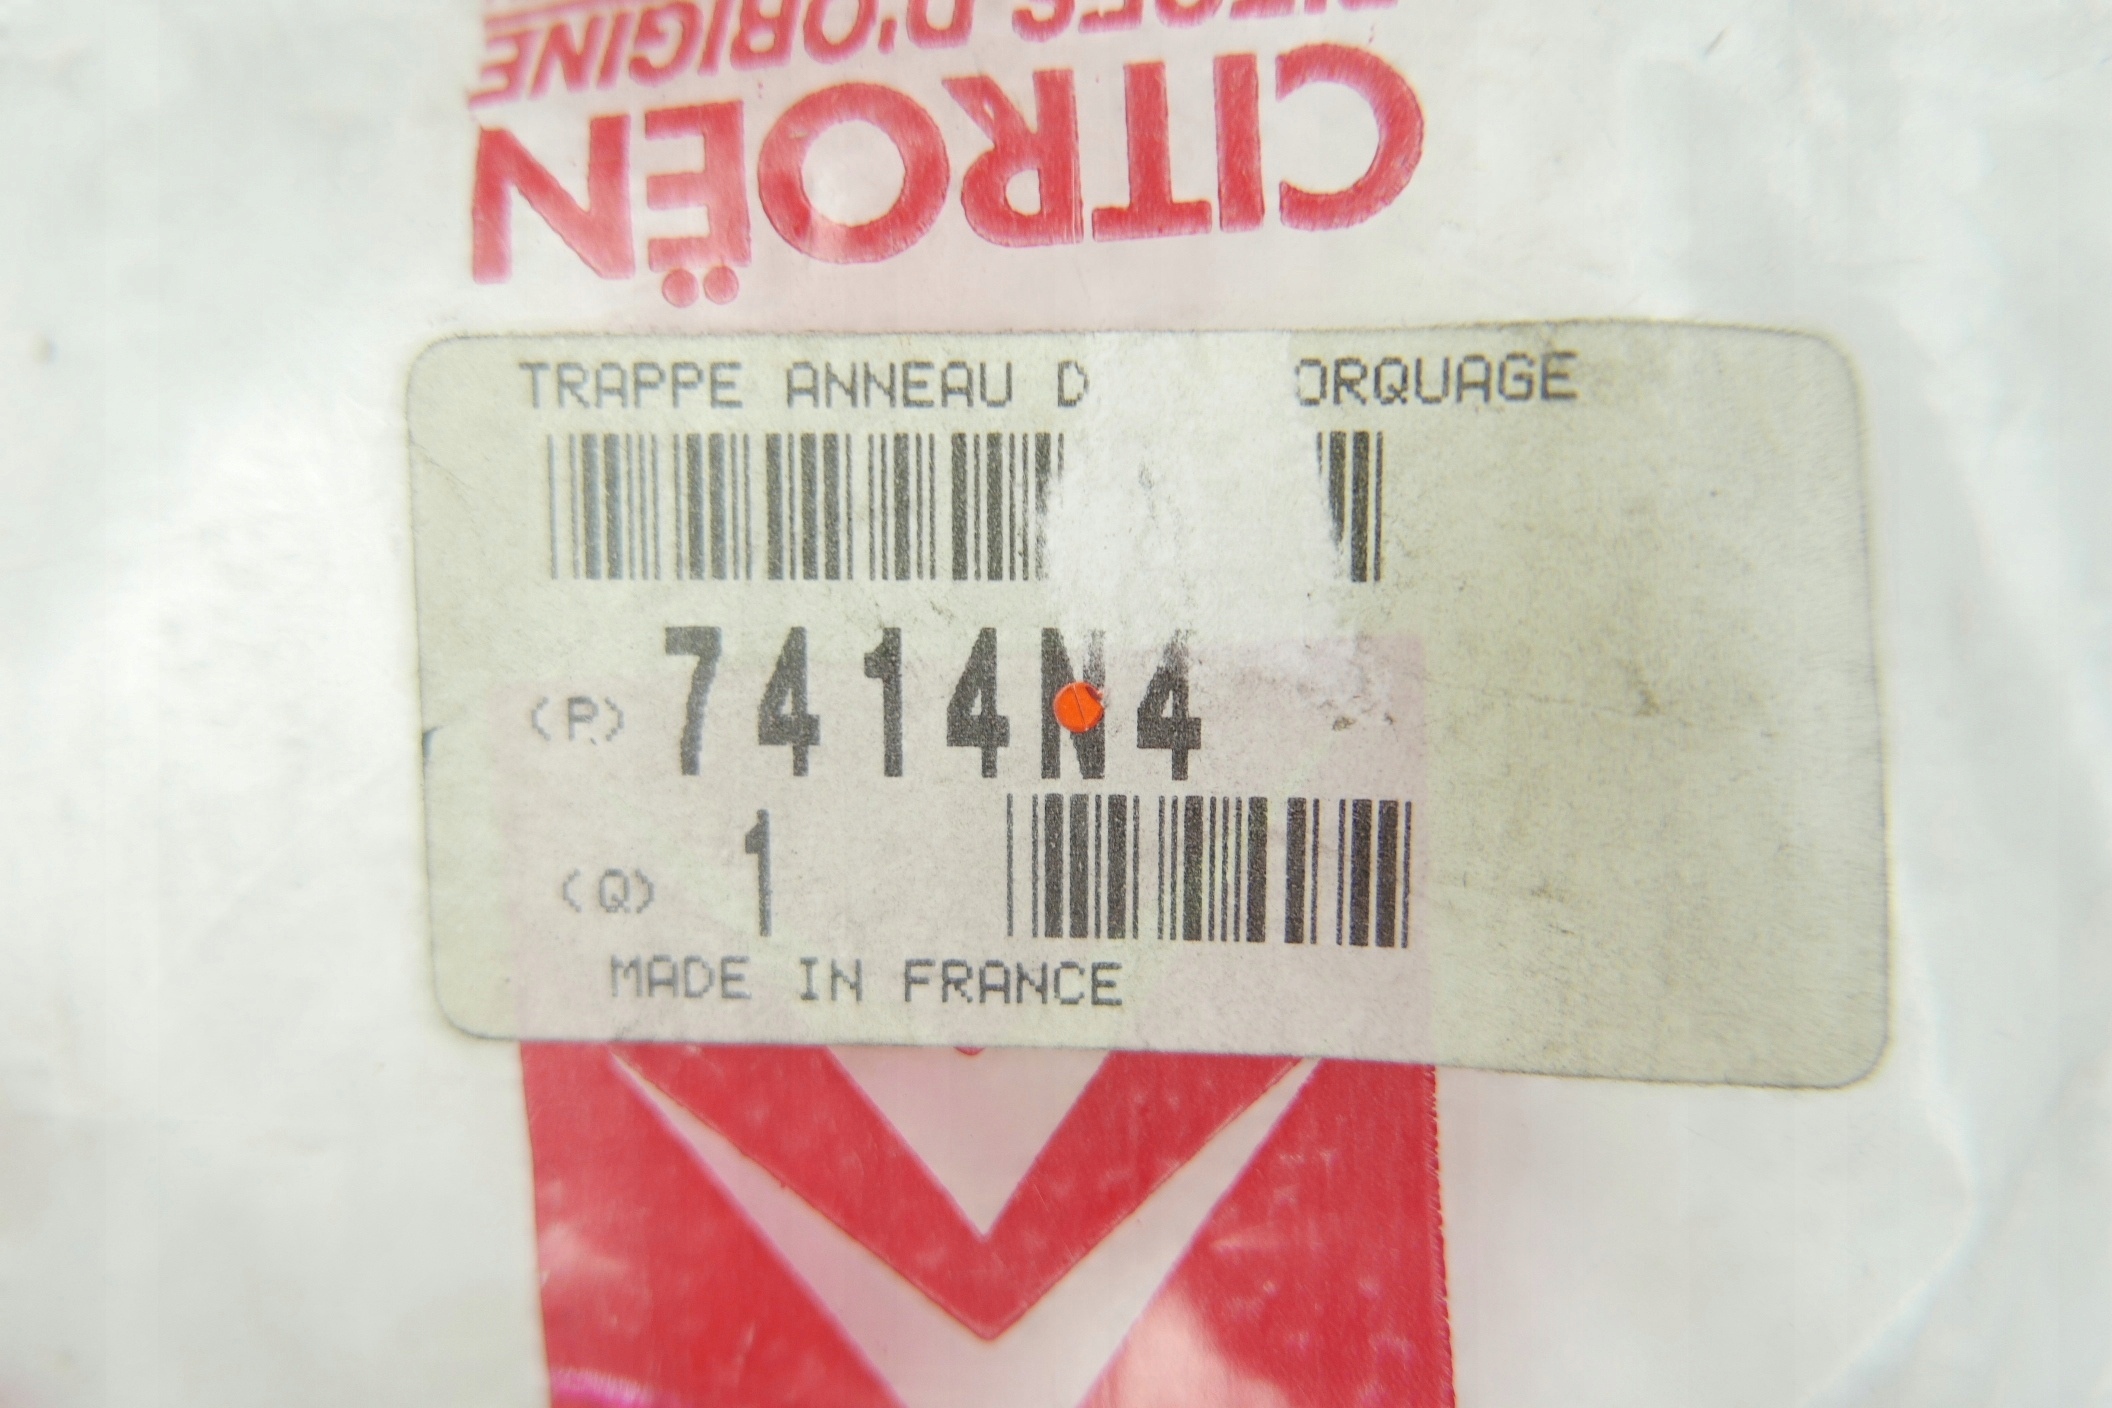 PIÈCES D'ORIGINE
CITROËN
TRAPPE ANNEAU D ORQUAGE
(P) 7414N4
(Q) 1
MADE IN FRANCE